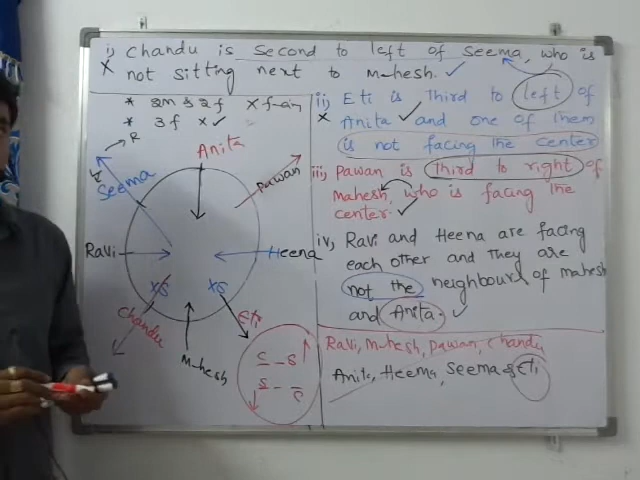 i) Chandu is second to left of Seema, who is
not sitting next to Mahesh.
ii) Eti is Third to left of
Anita and one of them
is not facing the center
iii) Pawan is Third to right of
Mahesh, who is facing the
center.
iv) Ravi and Heena are facing
each other and they are
not the neighbour of mahesh
and Anita.
Ravi, Mahesh, Pawan, Chandu
Anita, Heema, Seema & Eti
* 2m & 2f
* 3f
R
Anita
Pawan
Seema
Ravi
Heena
Chandu
Mahesh
Eti